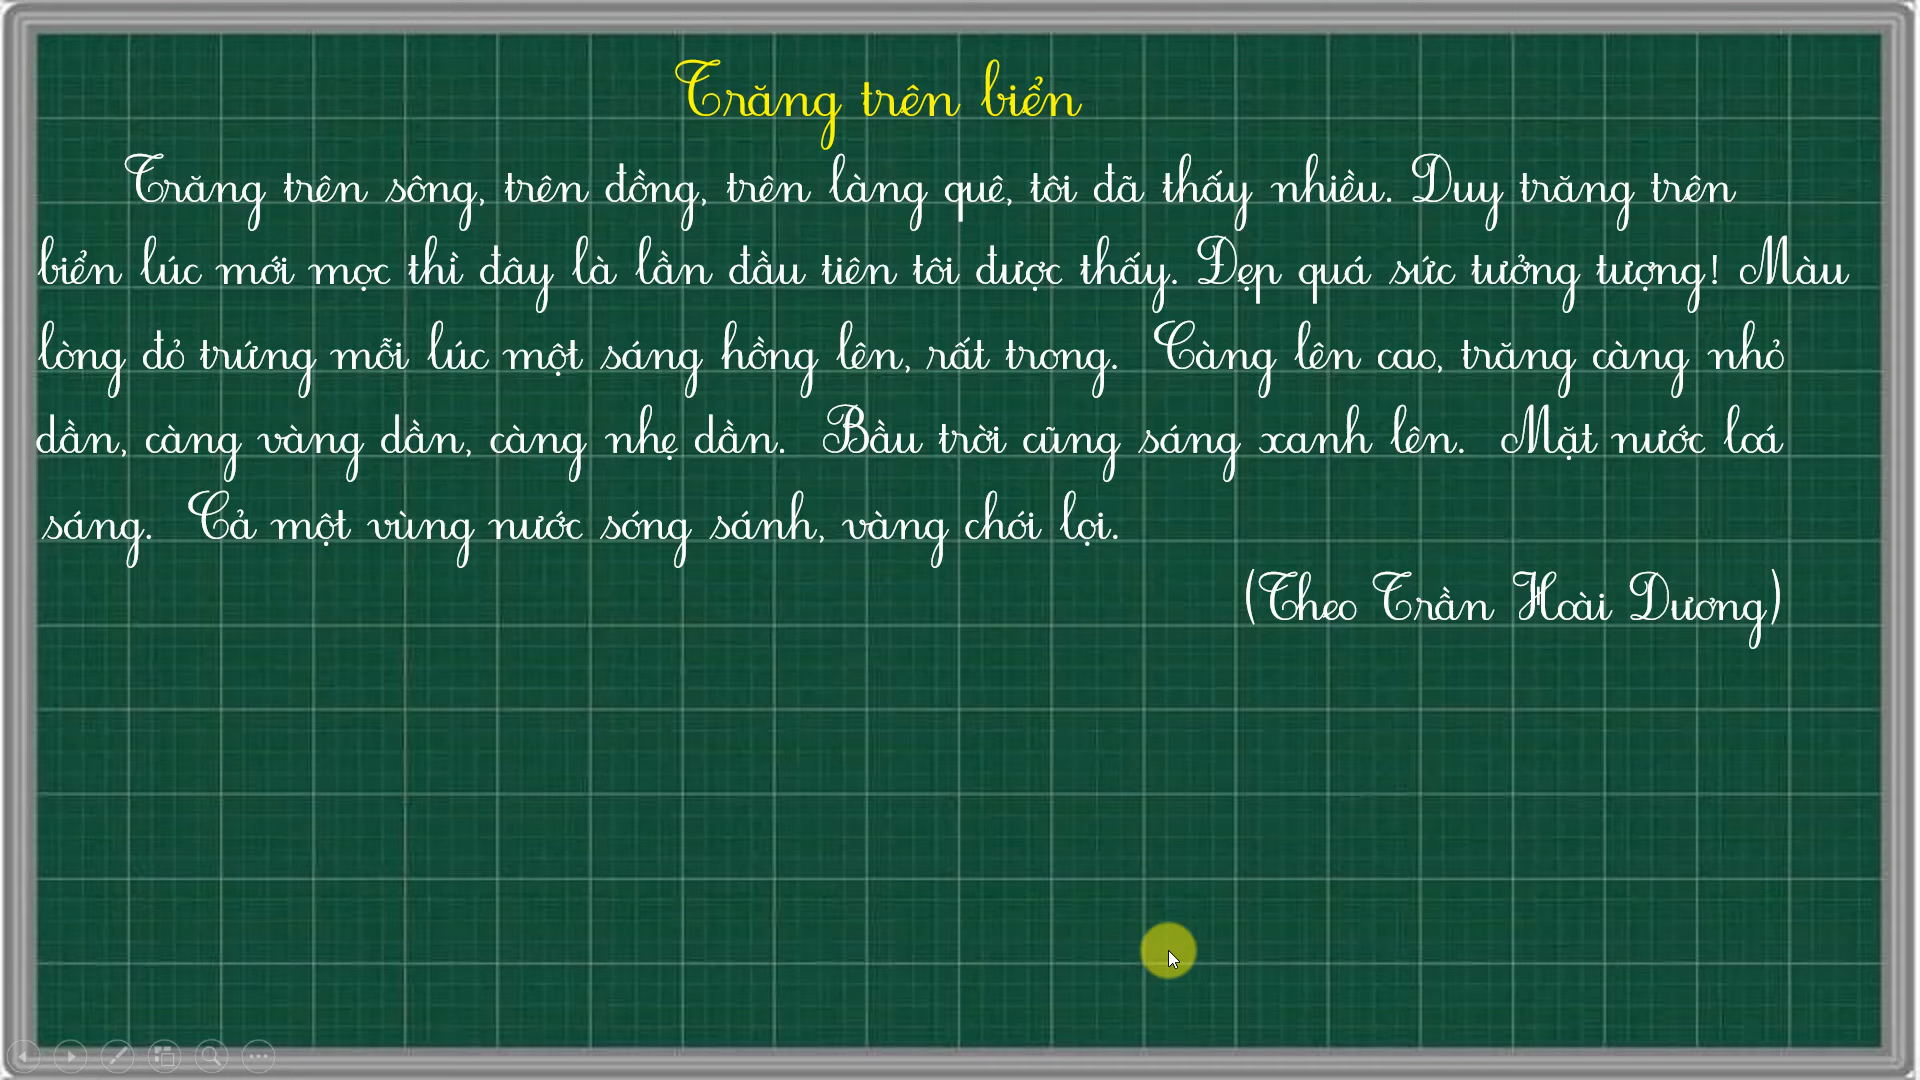 Trăng trên biển
Trăng trên sông, trên đồng, trên làng quê, tôi đã thấy nhiều. Duy trăng trên
biển lúc mới mọc thì đây là lần đầu tiên tôi được thấy. Đẹp quá sức tưởng tượng! Màu
lòng đỏ trứng mỗi lúc một sáng hồng lên, rất trong. Càng lên cao, trăng càng nhỏ
dần, càng vàng dần, càng nhẹ dần. Bầu trời cũng sáng xanh lên. Mặt nước loá
sáng. Cả một vùng nước sóng sánh, vàng chói lọi.
(Theo Trần Hoài Dương)